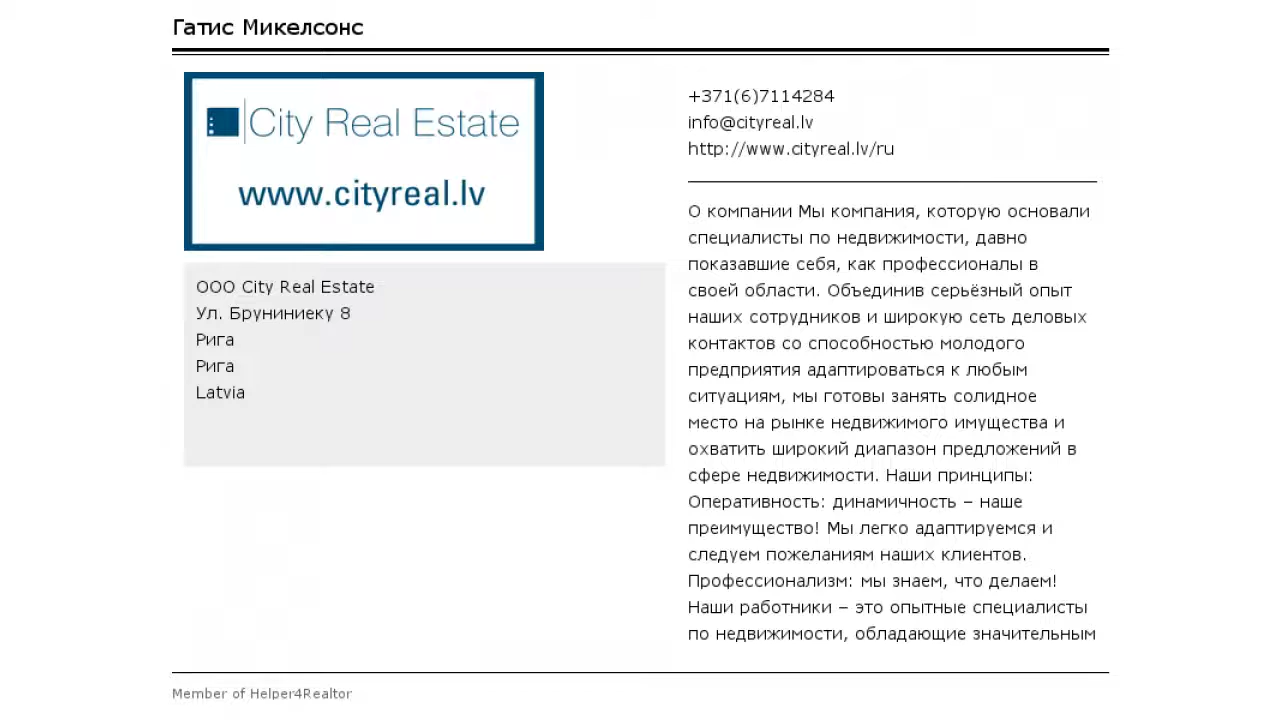 Гатис Микелсонс
City Real Estate
www.cityreal.lv
ООО City Real Estate
Ул. Бруниниеку 8
Рига
Рига
Latvia
+371(6)7114284
info@cityreal.lv
http://www.cityreal.lv/ru
О компании Мы компания, которую основали
специалисты по недвижимости, давно
показавшие себя, как профессионалы в
своей области. Объединив серьёзный опыт
наших сотрудников и широкую сеть деловых
контактов со способностью молодого
предприятия адаптироваться к любым
ситуациям, мы готовы занять солидное
место на рынке недвижимого имущества и
охватить широкий диапазон предложений в
сфере недвижимости. Наши принципы:
Оперативность: динамичность – наше
преимущество! Мы легко адаптируемся и
следуем пожеланиям наших клиентов.
Профессионализм: мы знаем, что делаем!
Наши работники – это опытные специалисты
по недвижимости, обладающие значительным
Member of Helper4Realtor